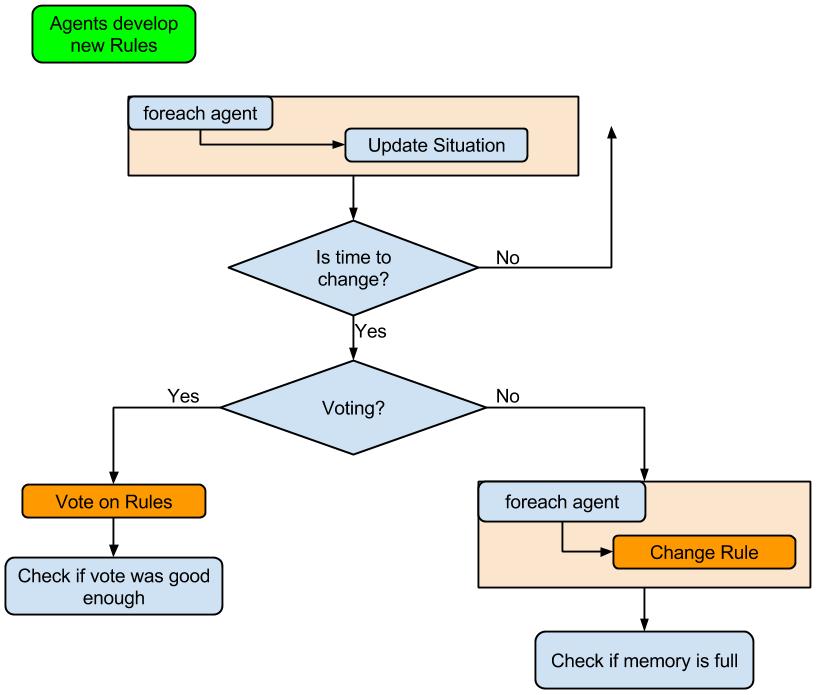 Agents develop
new Rules
foreach agent
Update Situation
Is time to
change?
No
Yes
Voting?
Yes
No
Vote on Rules
Check if vote was good
enough
foreach agent
Change Rule
Check if memory is full